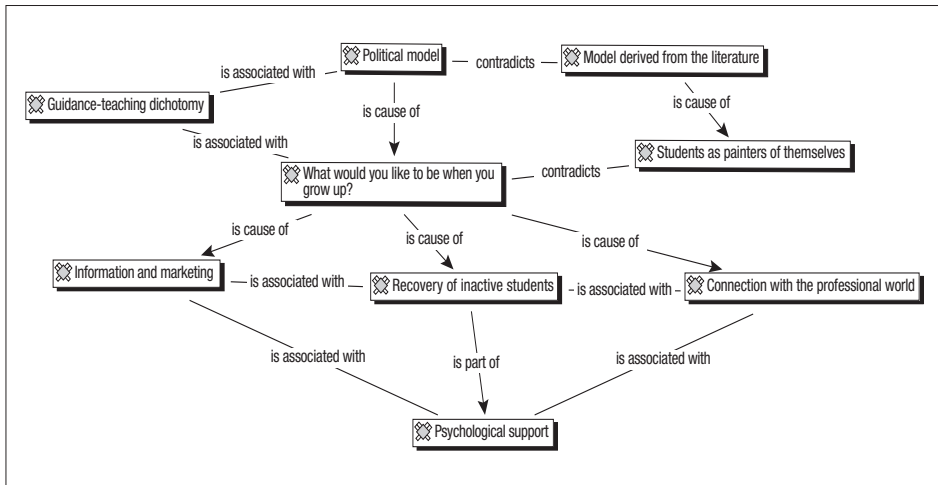 Political model
contradicts
Model derived from the literature
is associated with
Guidance-teaching dichotomy
is cause of
is cause of
is associated with
Students as painters of themselves
What would you like to be when you
grow up?
contradicts
is cause of
is cause of
is cause of
Information and marketing
is associated with
Recovery of inactive students
is associated with
Connection with the professional world
is associated with
is part of
is associated with
Psychological support